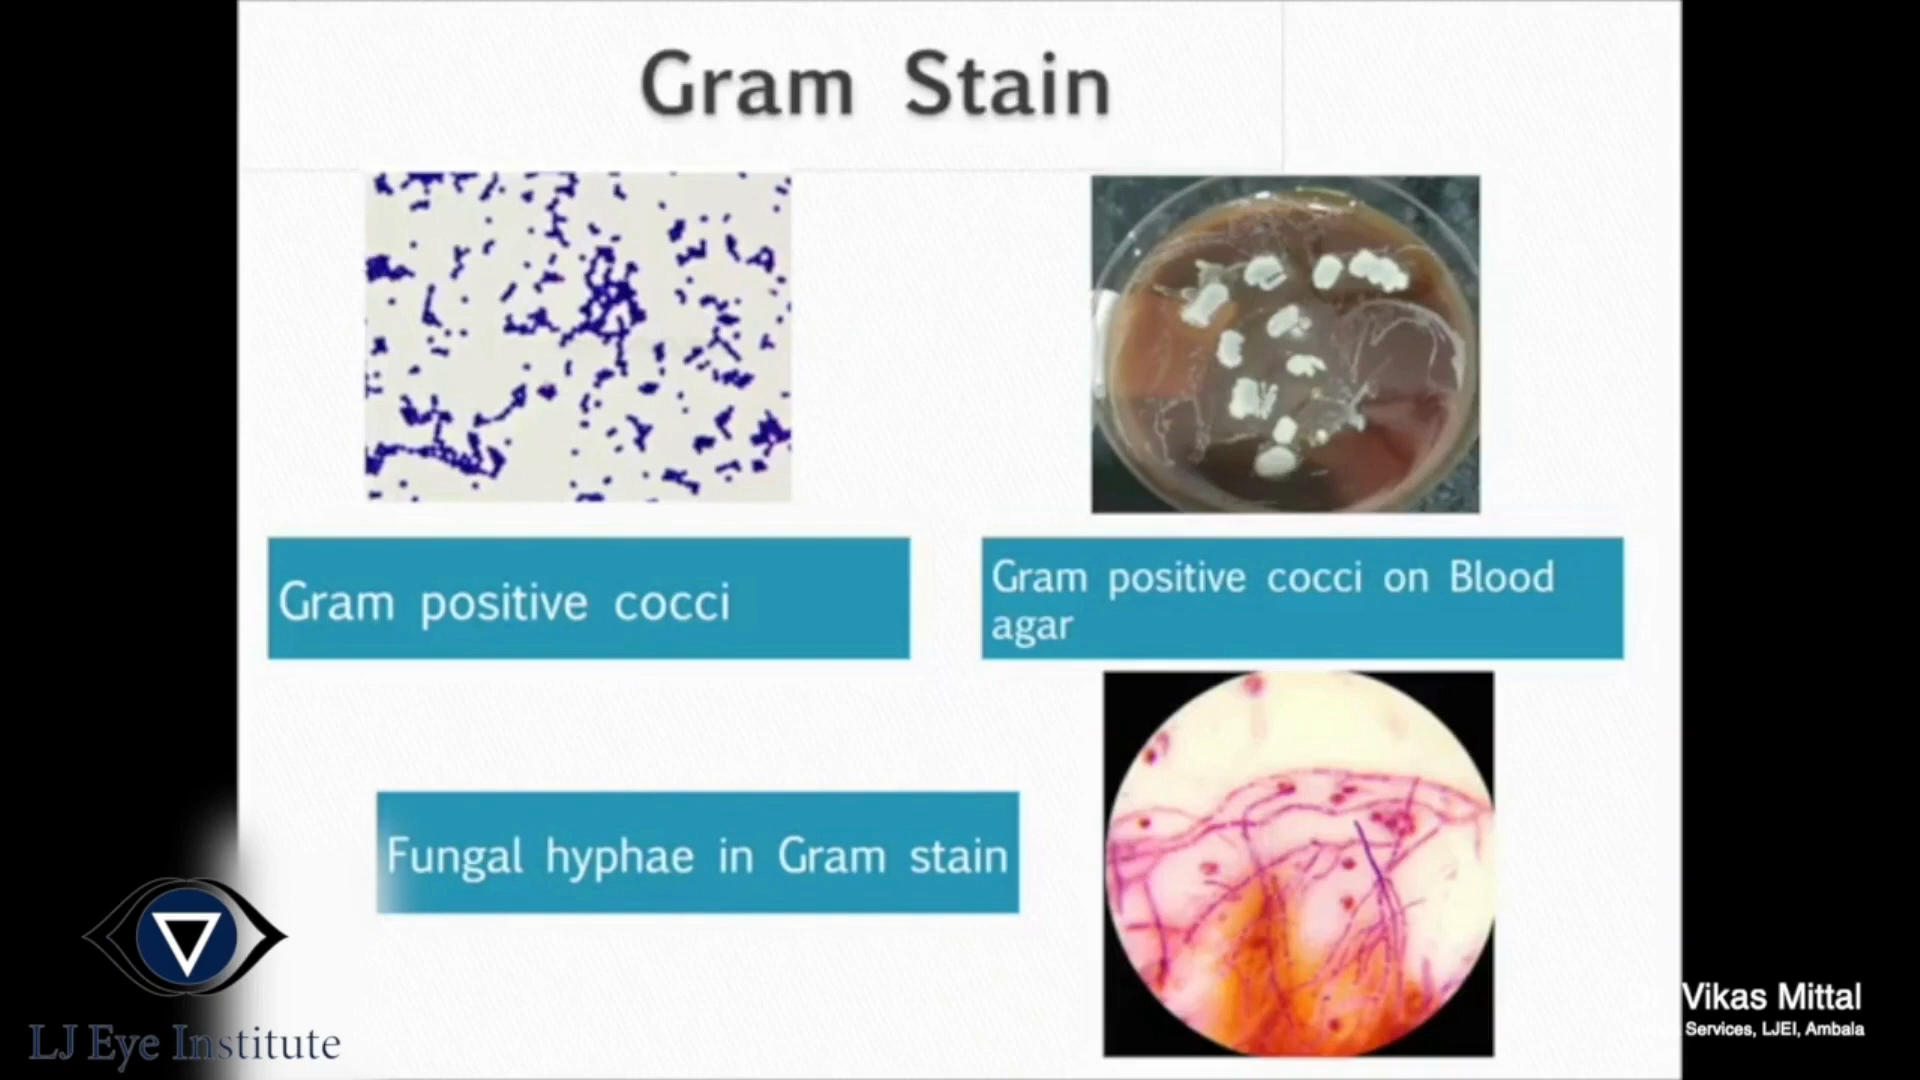 Gram Stain
Gram positive cocci
Gram positive cocci on Blood
agar
Fungal hyphae in Gram stain
LJ Eye Institute
Vikas Mittal
Services, LJEI, Ambala